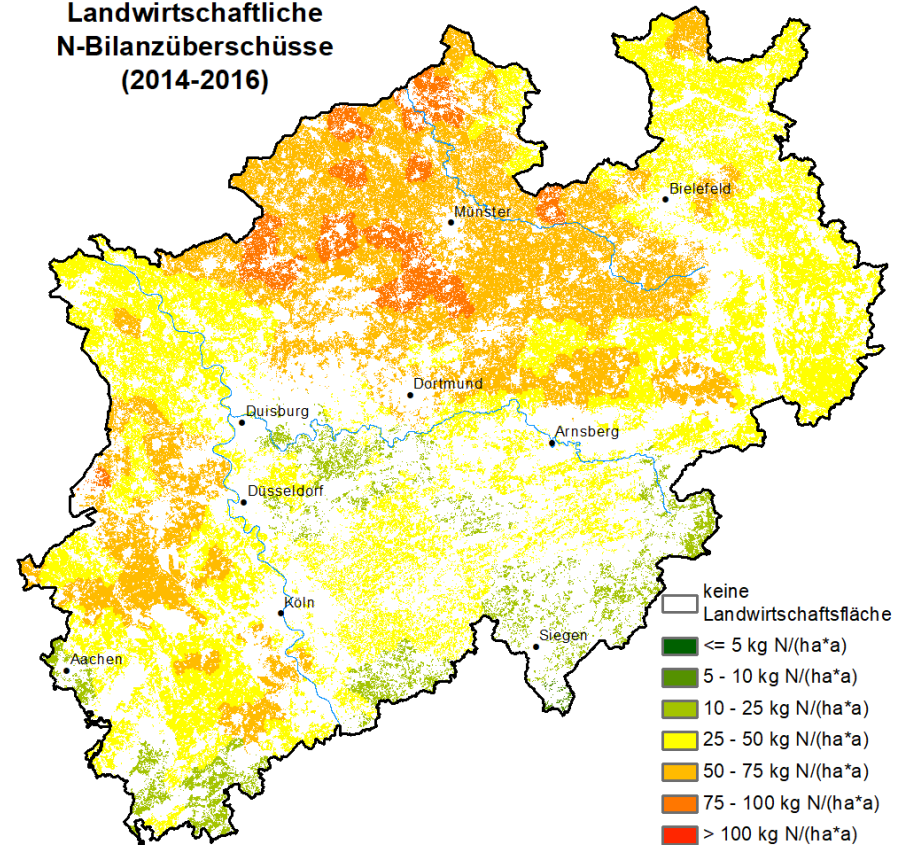 Landwirtschaftliche
N-Bilanzüberschüsse
(2014-2016)
Bielefeld
Münster
Dortmund
Duisburg
Arnsberg
Düsseldorf
Köln
Siegen
Aachen
keine
Landwirtschaftsfläche
<= 5 kg N/(ha*a)
5 - 10 kg N/(ha*a)
10 - 25 kg N/(ha*a)
25 - 50 kg N/(ha*a)
50 - 75 kg N/(ha*a)
75 - 100 kg N/(ha*a)
> 100 kg N/(ha*a)